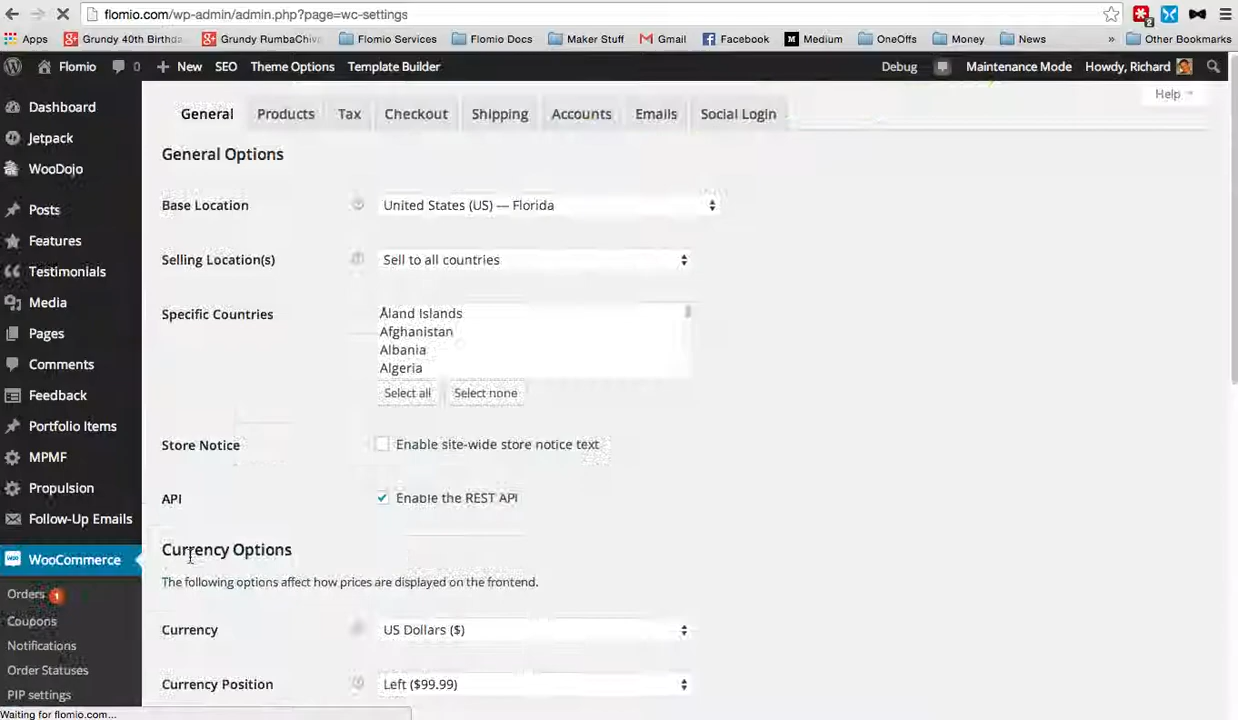 flomio.com/wp-admin/admin.php?page=wc-settings
2
Apps Grundy 40th Birthda Grundy RumbaChiv Flomio Services Flomio Docs Maker Stuff Gmail Facebook Medium OneOffs Money News » Other Bookmarks
Flomio 0 New SEO Theme Options Template Builder Debug Maintenance Mode Howdy, Richard
Help
General Products Tax Checkout Shipping Accounts Emails Social Login
Dashboard
Jetpack
WooDojo
Posts
Features
Testimonials
Media
Pages
Comments
Feedback
Portfolio Items
MPMF
Propulsion
Follow-Up Emails
WooCommerce
Orders 1
Coupons
Notifications
Order Statuses
PIP settings
General Options
Base Location United States (US) — Florida
Selling Location(s) Sell to all countries
Specific Countries Åland Islands
Afghanistan
Albania
Algeria
Select all Select none
Store Notice Enable site-wide store notice text
API Enable the REST API
Currency Options
The following options affect how prices are displayed on the frontend.
Currency US Dollars ($)
Currency Position Left ($99.99)
Waiting for flomio.com...